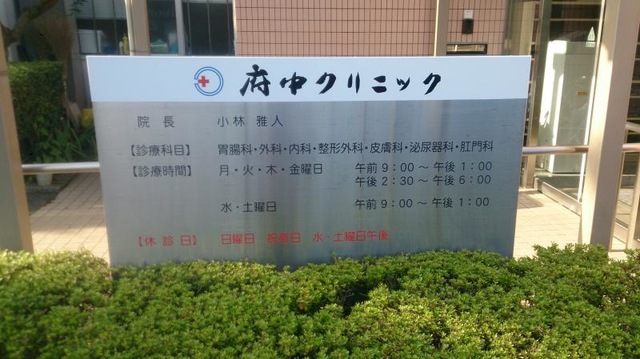 府中クリニック
院長 小林 雅人
【診療科目】 胃腸科・外科・内科・整形外科・皮膚科・泌尿器科・肛門科
【診療時間】 月・火・木・金曜日 午前 9:00 ～ 午後 1:00
午後 2:30 ～ 午後 6:00
水・土曜日 午前 9:00 ～ 午後 1:00
【休診日】 日曜日 祝祭日 水・土曜日午後